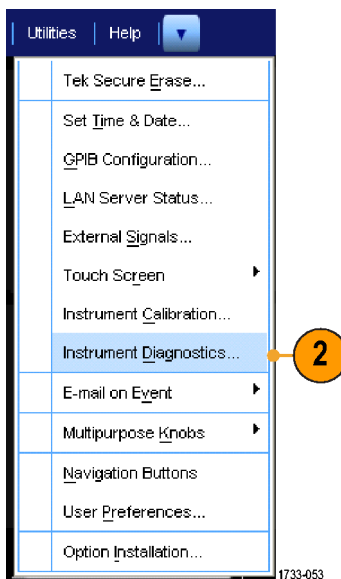 Utilities | Help
Tek Secure Erase...
Set Time & Date...
GPIB Configuration...
LAN Server Status...
External Signals...
Touch Screen
Instrument Calibration...
Instrument Diagnostics...
2
E-mail on Event
Multipurpose Knobs
Navigation Buttons
User Preferences...
Option Installation...
1733-053